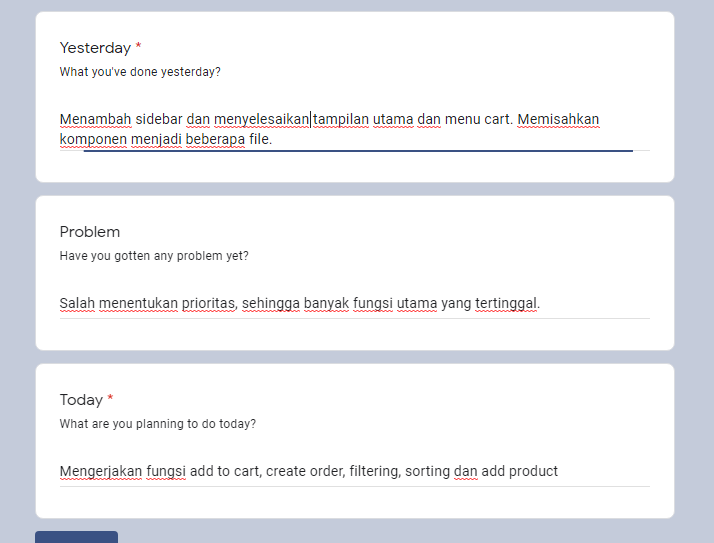 Yesterday *
What you've done yesterday?
Menambah sidebar dan menyelesaikan tampilan utama dan menu cart. Memisahkan
komponen menjadi beberapa file.
Problem
Have you gotten any problem yet?
Salah menentukan prioritas, sehingga banyak fungsi utama yang tertinggal.
Today *
What are you planning to do today?
Mengerjakan fungsi add to cart, create order, filtering, sorting dan add product